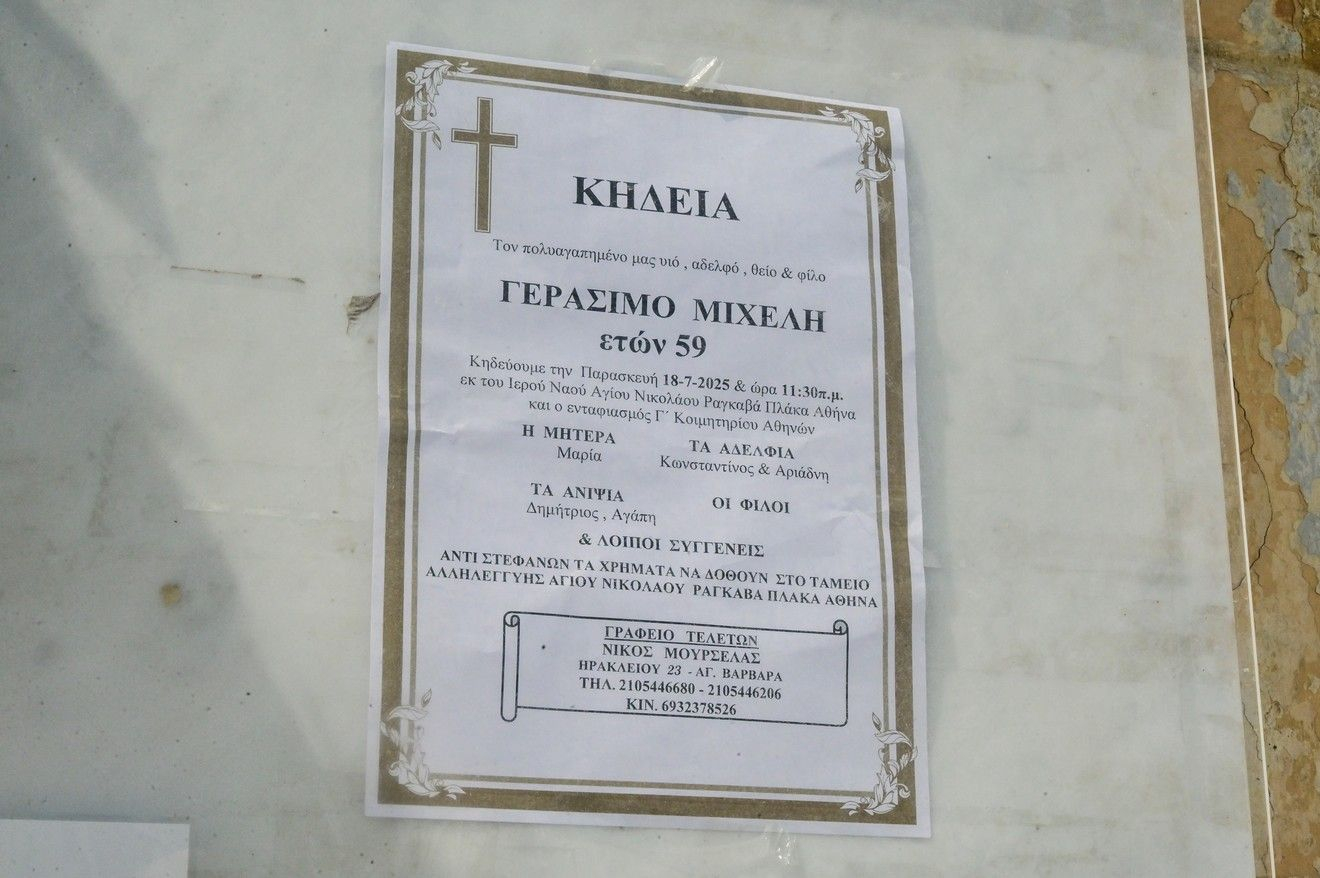 ΚΗΔΕΙΑ
Τον πολυαγαπημένο μας υιό , αδελφό , θείο & φίλο
ΓΕΡΑΣΙΜΟ ΜΙΧΕΛΗ
ετών 59
Κηδεύουμε την Παρασκευή 18-7-2025 & ώρα 11:30π.μ.
εκ του Ιερού Ναού Αγίου Νικολάου Ραγκαβά Πλάκα Αθήνα
και ο ενταφιασμός Γ΄ Κοιμητηρίου Αθηνών
Η ΜΗΤΕΡΑ
Μαρία
ΤΑ ΑΔΕΛΦΙΑ
Κωνσταντίνος & Αριάδνη
ΤΑ ΑΝΙΨΙΑ
Δημήτριος , Αγάπη
ΟΙ ΦΙΛΟΙ
& ΛΟΙΠΟΙ ΣΥΓΓΕΝΕΙΣ
ΑΝΤΙ ΣΤΕΦΑΝΩΝ ΤΑ ΧΡΗΜΑΤΑ ΝΑ ΔΟΘΟΥΝ ΣΤΟ ΤΑΜΕΙΟ
ΑΛΛΗΛΕΓΓΥΗΣ ΑΓΙΟΥ ΝΙΚΟΛΑΟΥ ΡΑΓΚΑΒΑ ΠΛΑΚΑ ΑΘΗΝΑ
ΓΡΑΦΕΙΟ ΤΕΛΕΤΩΝ
ΝΙΚΟΣ ΜΟΥΡΣΕΛΑΣ
ΗΡΑΚΛΕΙΟΥ 23 - ΑΓ. ΒΑΡΒΑΡΑ
ΤΗΛ. 2105446680 - 2105446206
ΚΙΝ. 6932378526